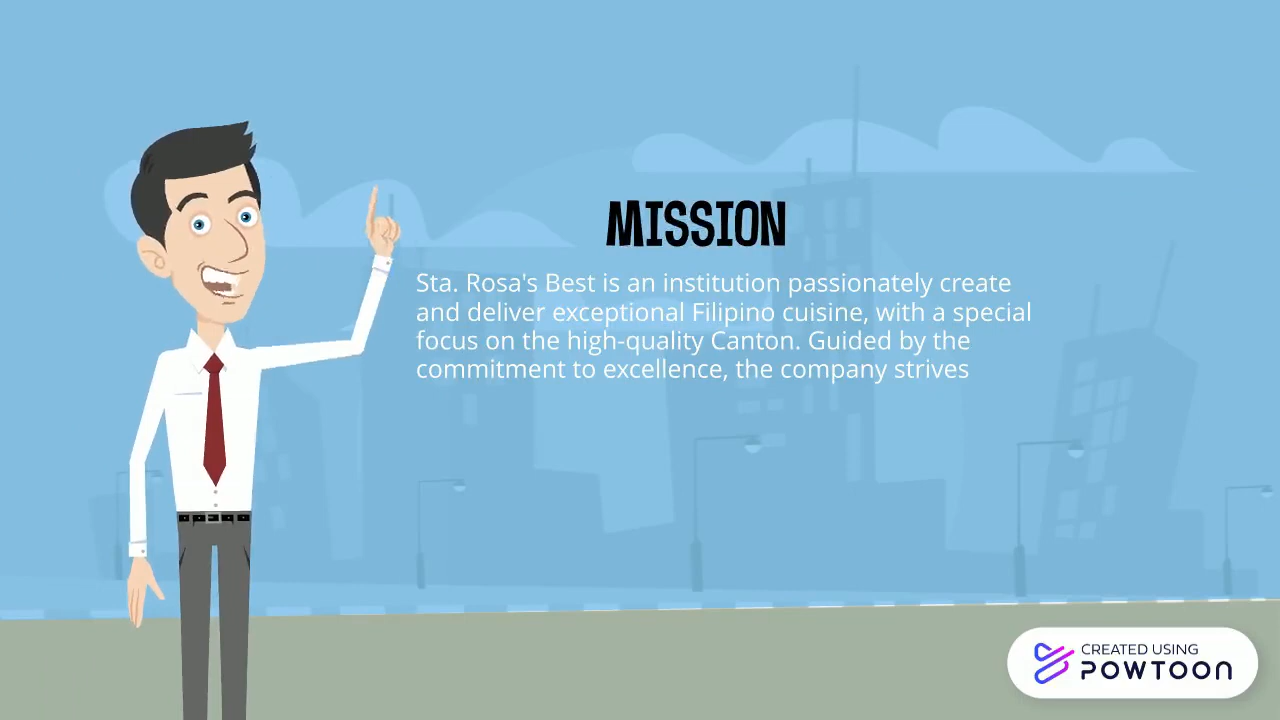 MISSION
Sta. Rosa's Best is an institution passionately create
and deliver exceptional Filipino cuisine, with a special
focus on the high-quality Canton. Guided by the
commitment to excellence, the company strives
CREATED USING
POWTOON